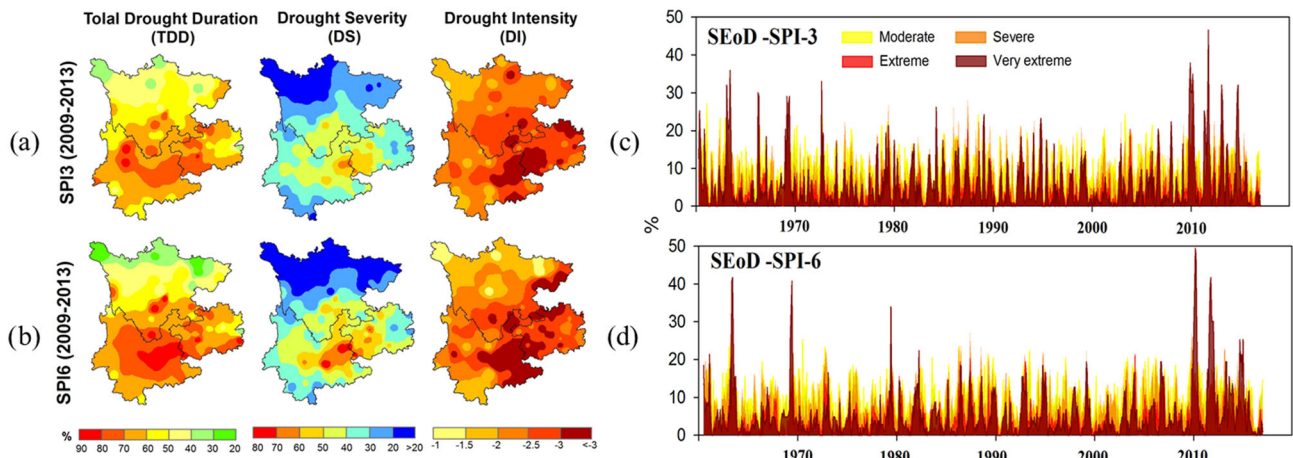 Tolal Drought Duration
(TDD)
Drought Severity
(DS)
Drought Intensity
(DI)
(a)
SPI3 (2009-2013)
(b)
SPI6 (2009-2013)
%
90 80 70 60 50 40 30 20
80 70 60 50 40 30 20 >20
-1 -1.5 -2 -2.5 -3 <-3
(c)
SEoD -SPI-3
Moderate
Severe
Extreme
Very extreme
50
40
30
20
10
0
1970 1980 1990 2000 2010
%
(d)
SEoD -SPI-6
50
40
30
20
10
0
1970 1980 1990 2000 2010